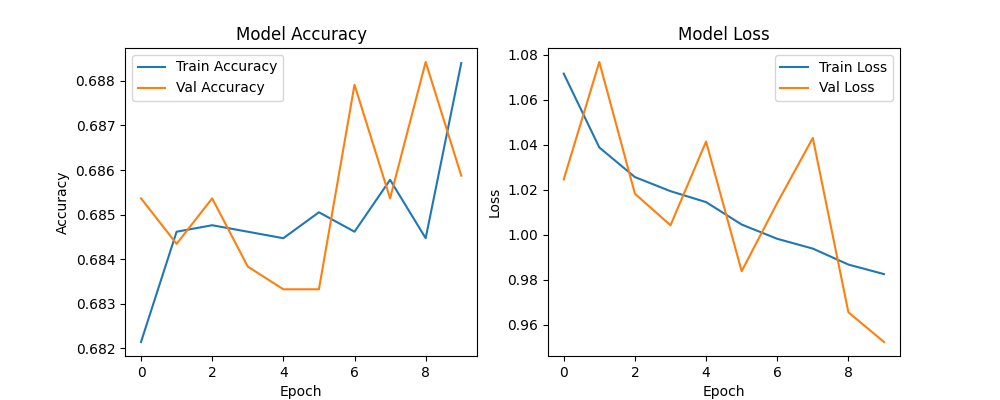 Model Accuracy
Train Accuracy
Val Accuracy
0.688
0.687
0.686
0.685
0.684
0.683
0.682
Accuracy
0 2 4 6 8
Epoch
Model Loss
Train Loss
Val Loss
1.08
1.06
1.04
1.02
1.00
0.98
0.96
Loss
0 2 4 6 8
Epoch